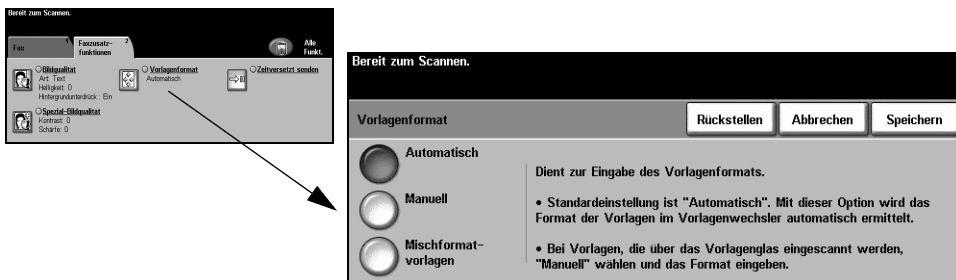 Bereit zum Scannen.
Fax
1
Faxzusatz-
funktionen
2
Alle
Funkt.
Bildqualität
Art: Text
Helligkeit: 0
Hintergrundunterdrück.: Ein
Vorlagenformat
Automatisch
Zeitversetzt senden
Spezial-Bildqualität
Kontrast: 0
Schärfe: 0
Bereit zum Scannen.
Vorlagenformat
Rückstellen
Abbrechen
Speichern
Automatisch
Manuell
Mischformat-
vorlagen
Dient zur Eingabe des Vorlagenformats.
• Standardeinstellung ist "Automatisch". Mit dieser Option wird das
Format der Vorlagen im Vorlagenwechsler automatisch ermittelt.
• Bei Vorlagen, die über das Vorlagenglas eingescannt werden,
"Manuell" wählen und das Format eingeben.